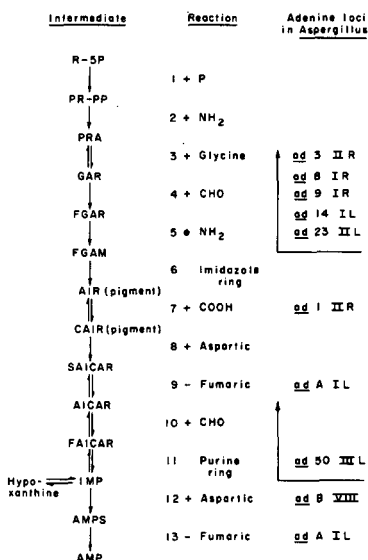 Intermediate Reaction Adenine loci
in Aspergillus
R-5P
1 + P
PR-PP
2 + NH2
PRA
3 + Glycine ad 3 II R
GAR ad 8 I R
4 + CHO ad 9 I R
FGAR ad 14 I L
5 + NH2 ad 23 II L
FGAM
6 Imidazole
ring
AIR (pigment)
7 + COOH ad 1 II R
CAIR (pigment)
8 + Aspartic
SAICAR
9 - Fumaric ad A I L
AICAR
10 + CHO
FAICAR
11 Purine ad 50 III L
ring
Hypo-
xanthine IMP
12 + Aspartic ad B VIII
AMPS
13 - Fumaric ad A I L
AMP